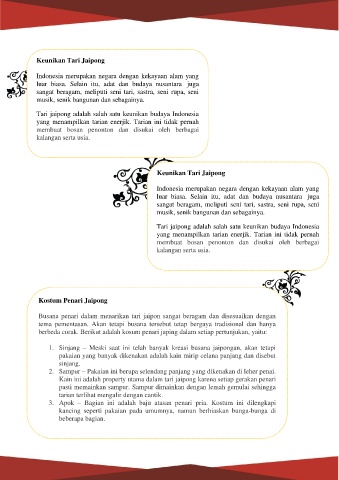 Keunikan Tari Jaipong
Indonesia merupakan negara dengan kekayaan alam yang
luar biasa. Selain itu, adat dan budaya nusantara juga
sangat beragam, meliputi seni tari, sastra, seni rupa, seni
musik, senik bangunan dan sebagainya.
Tari jaipong adalah salah satu keunikan budaya Indonesia
yang menampilkan tarian enerjik. Tarian ini tidak pernah
membuat bosan penonton dan disukai oleh berbagai
kalangan serta usia.
Keunikan Tari Jaipong
Indonesia merupakan negara dengan kekayaan alam yang
luar biasa. Selain itu, adat dan budaya nusantara juga
sangat beragam, meliputi seni tari, sastra, seni rupa, seni
musik, senik bangunan dan sebagainya.
Tari jaipong adalah salah satu keunikan budaya Indonesia
yang menampilkan tarian enerjik. Tarian ini tidak pernah
membuat bosan penonton dan disukai oleh berbagai
kalangan serta usia.
Kostum Penari Jaipong
Busana penari dalam menarikan tari jaipon sangat beragam dan disesuaikan dengan
tema pementasan. Akan tetapi busana tersebut tetap bergaya tradisional dan hanya
berbeda corak. Berikut adalah kosum penari japing dalam setiap pertunjukan, yaitu:
1. Sinjang – Meski saat ini telah banyak kreasi busana jaipongan, akan tetapi
pakaian yang banyak dikenakan adalah kain mirip celana panjang dan disebut
sinjang.
2. Sampur – Pakaian ini berupa selendang panjang yang diketakan di leher penai.
Kain ini adalah property utama dalam tari jaipong karena setiap gerakan penari
pasti memainkan sampur. Sampur dimainkan dengan lemah gemulai sehingga
tarian terlihat mengalir dengan cantik.
3. Apok – Bagian ini adalah baju atasan penari pria. Kostum ini dilengkapi
kancing seperti pakaian pada umumnya, namun berhiaskan bunga-bunga di
beberapa bagian.